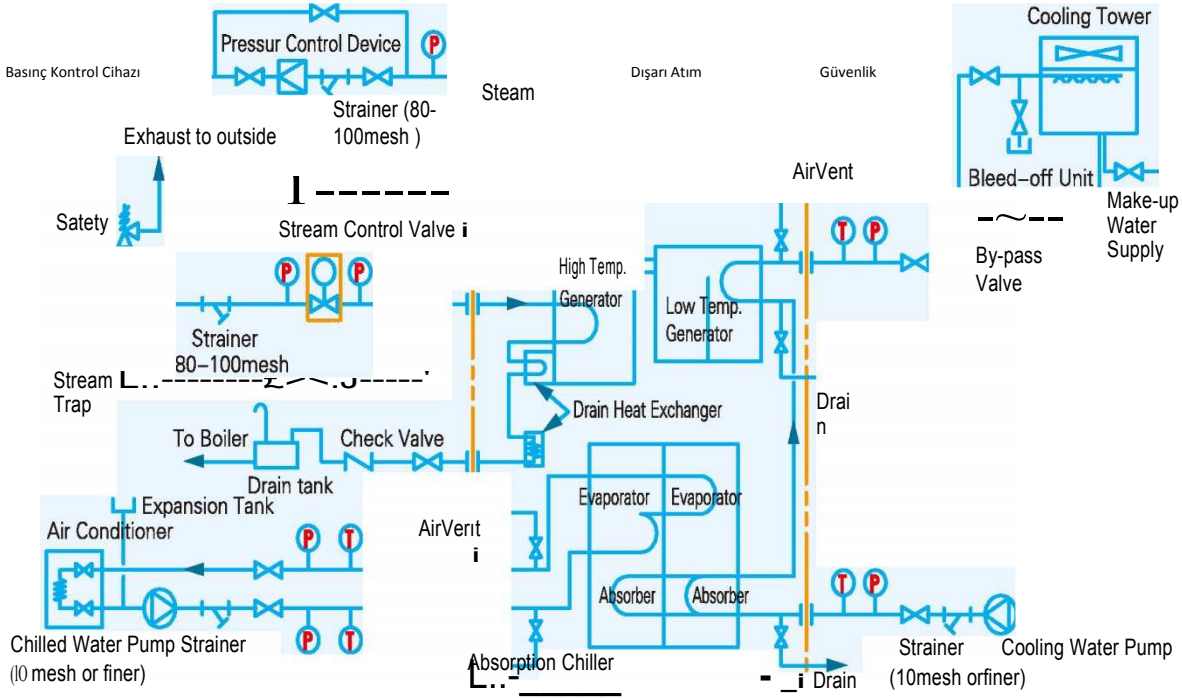 Cooling Tower
Pressur Control Device
P
Basınç Kontrol Cihazı
Dışarı Atım
Güvenlik
Steam
Strainer (80-
100mesh )
Exhaust to outside
AirVent
Bleed–off Unit
Make-up
Water
Supply
Satety
Stream Control Valve i
T P
By-pass
Valve
P P
High Temp.
Generator
Low Temp.
Generator
Strainer
80–100mesh
Stream
Trap
Drain Heat Exchanger
Drai
n
To Boiler
Check Valve
Drain tank
Evaporator Evaporator
Expansion Tank
Air Conditioner
AirVerıt
i
P T
Absorber Absorber
T P
P T
Chilled Water Pump Strainer
(10 mesh or finer)
Absorption Chiller
Drain
Strainer
(10mesh orfiner)
Cooling Water Pump